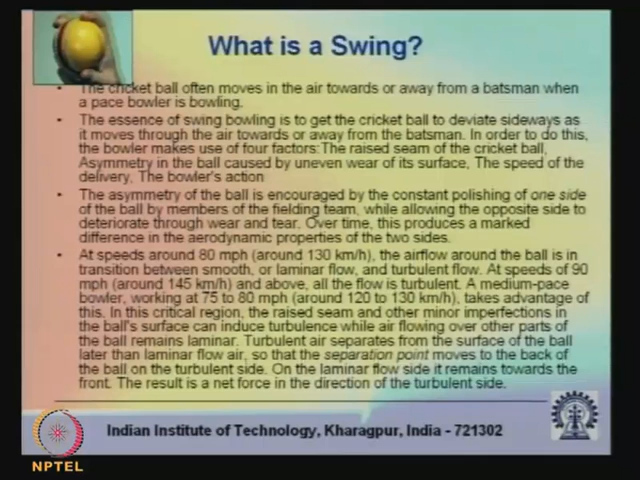 What is a Swing?
• The cricket ball often moves in the air towards or away from a batsman when
a pace bowler is bowling.
• The essence of swing bowling is to get the cricket ball to deviate sideways as
it moves through the air towards or away from the batsman. In order to do this,
the bowler makes use of four factors: The raised seam of the cricket ball,
Asymmetry in the ball caused by uneven wear of its surface, The speed of the
delivery, The bowler's action
• The asymmetry of the ball is encouraged by the constant polishing of one side
of the ball by members of the fielding team, while allowing the opposite side to
deteriorate through wear and tear. Over time, this produces a marked
difference in the aerodynamic properties of the two sides.
• At speeds around 80 mph (around 130 km/h), the airflow around the ball is in
transition between smooth, or laminar flow, and turbulent flow. At speeds of 90
mph (around 145 km/h) and above, all the flow is turbulent. A medium-pace
bowler, working at 75 to 80 mph (around 120 to 130 km/h), takes advantage of
this. In this critical region, the raised seam and other minor imperfections in
the ball's surface can induce turbulence while air flowing over other parts of
the ball remains laminar. Turbulent air separates from the surface of the ball
later than laminar flow air, so that the separation point moves to the back of
the ball on the turbulent side. On the laminar flow side it remains towards the
front. The result is a net force in the direction of the turbulent side.
Indian Institute of Technology, Kharagpur, India - 721302
NPTEL